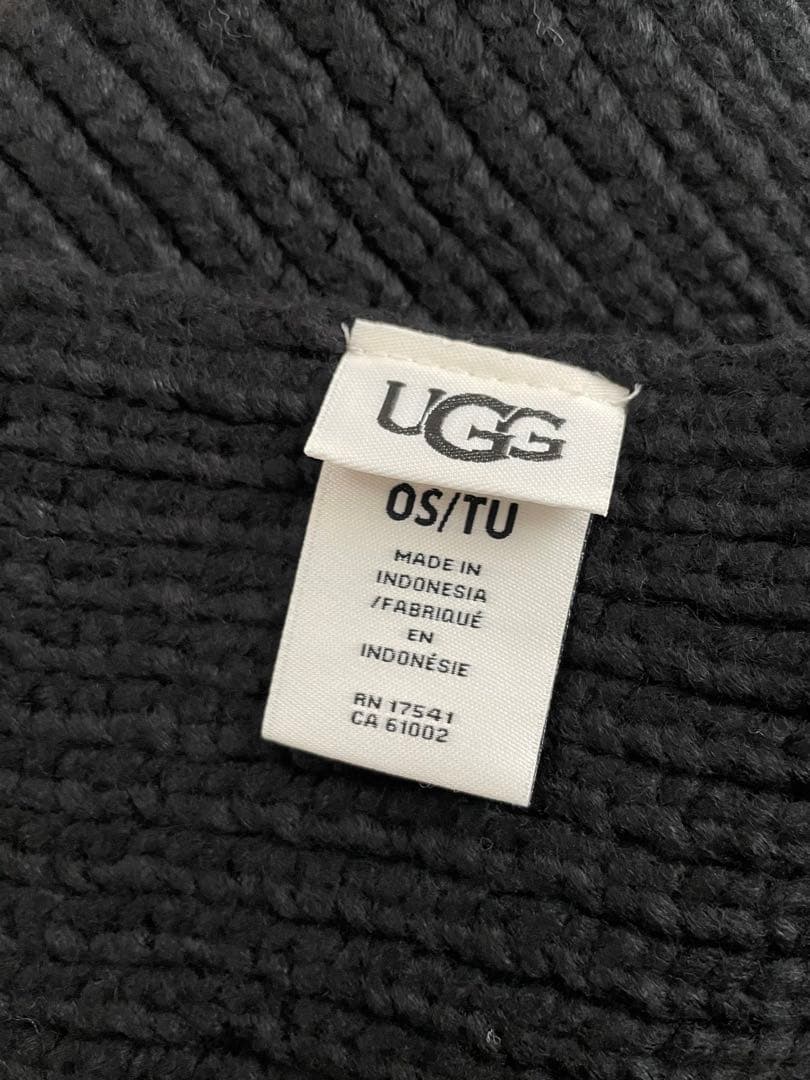 UGG
OS/TU
MADE IN
INDONESIA
/FABRIQUÉ
EN
INDONÉSIE
RN 17541
CA 61002